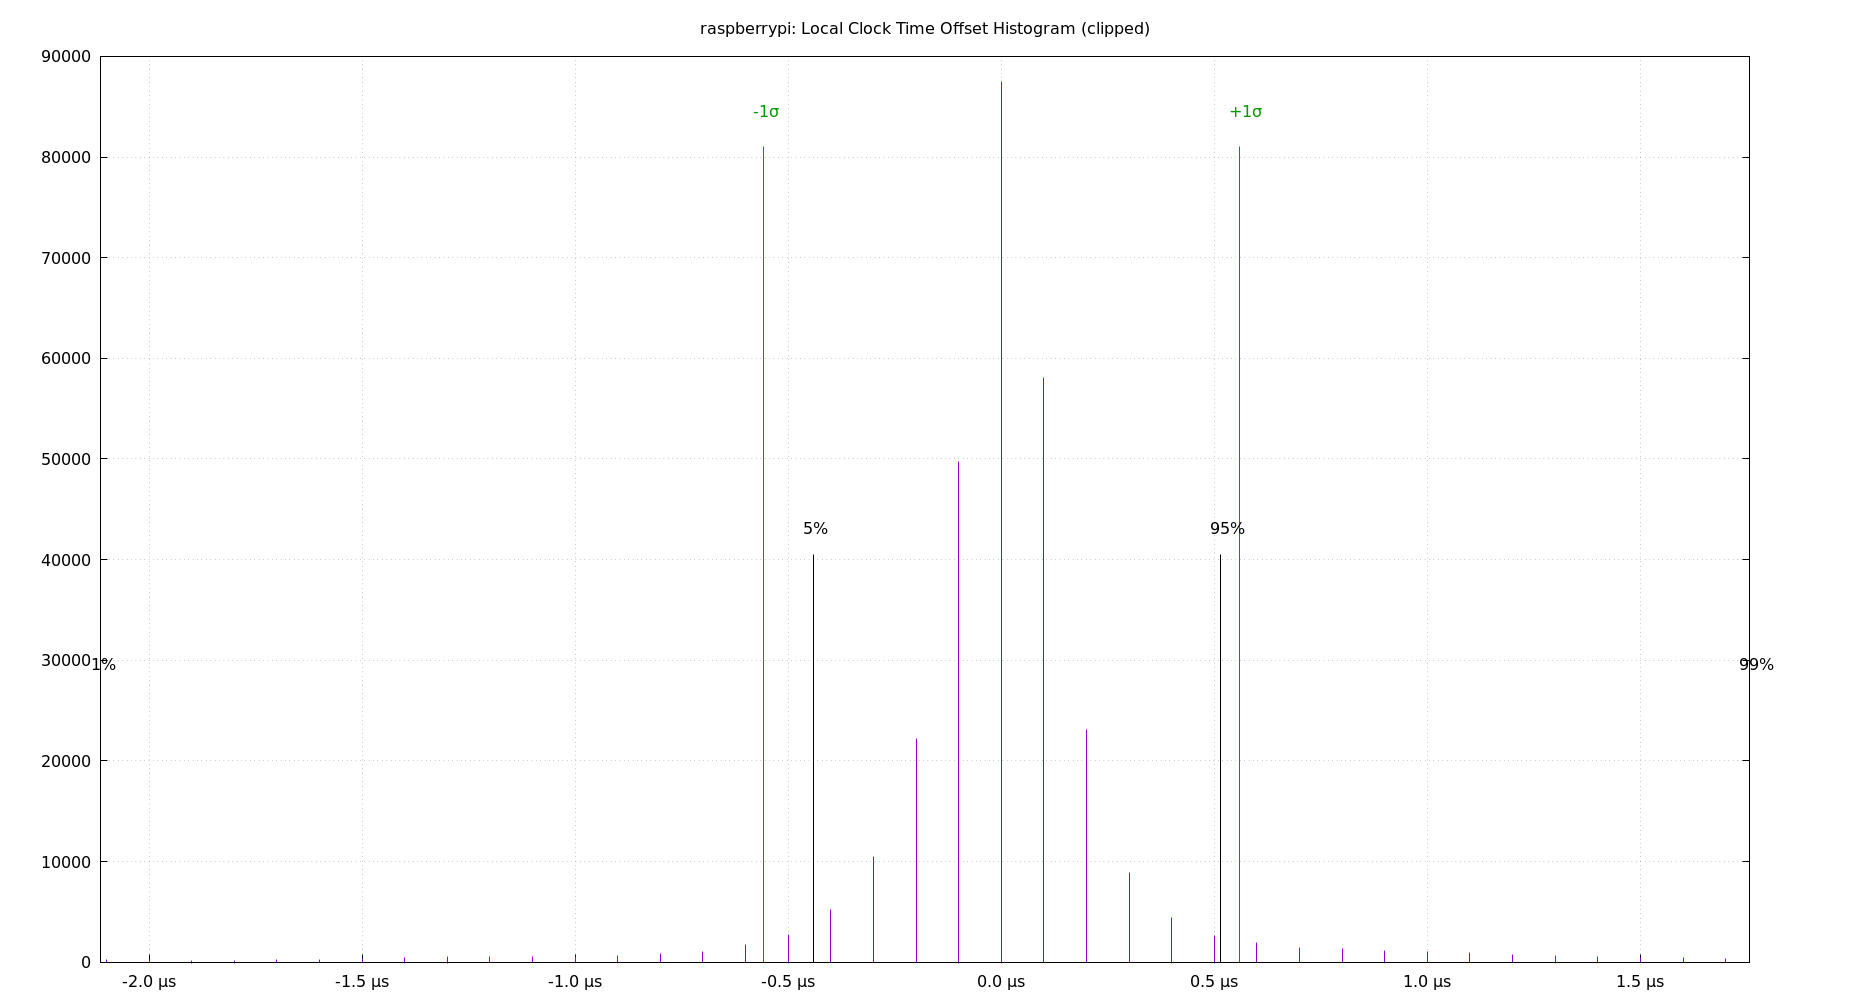 raspberrypi: Local Clock Time Offset Histogram (clipped)
90000
-1σ
+1σ
80000
70000
60000
50000
5%
95%
40000
30000
1%
99%
20000
10000
0
-2.0 µs
-1.5 µs
-1.0 µs
-0.5 µs
0.0 µs
0.5 µs
1.0 µs
1.5 µs